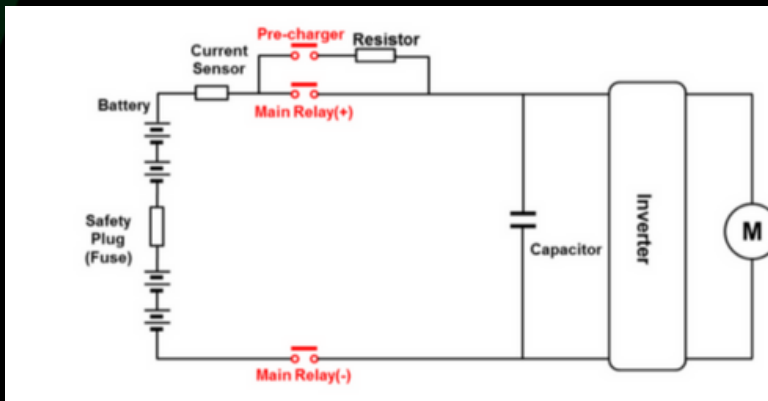 Pre-charger
Resistor
Current
Sensor
Battery
Main Relay(+)
Safety
Plug
(Fuse)
Capacitor
Inverter
M
Main Relay(-)